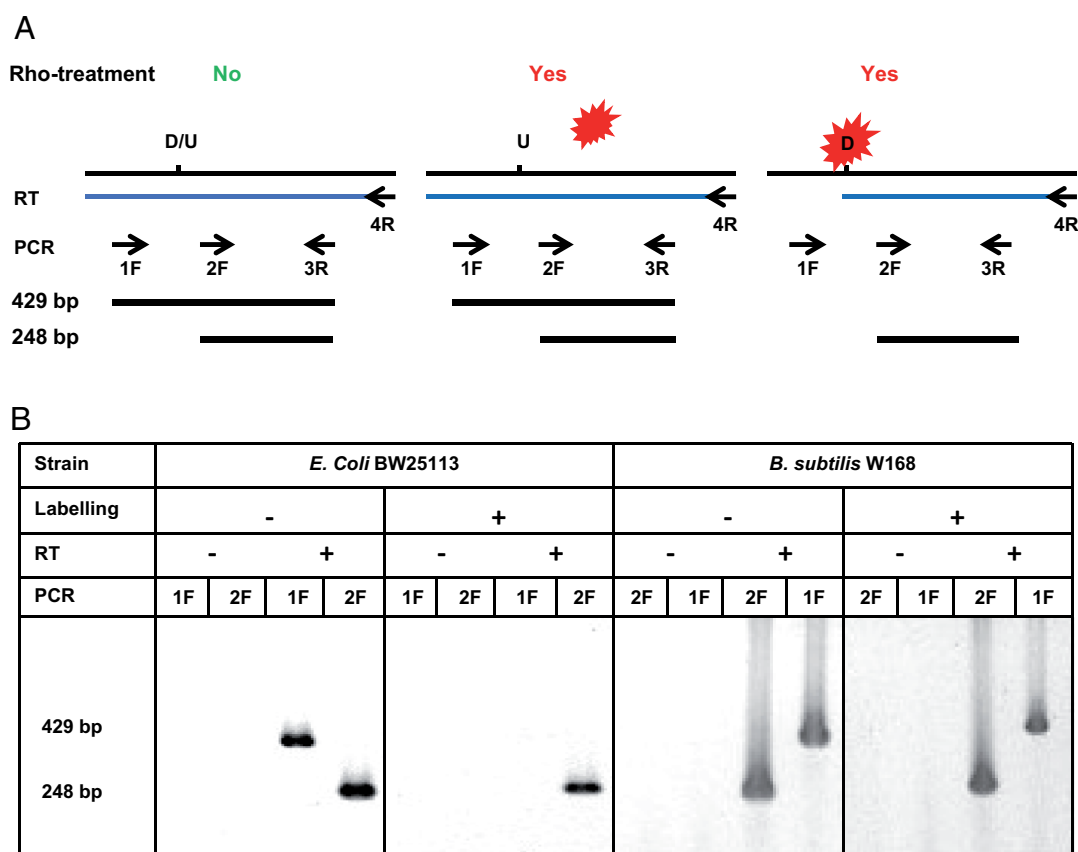 A
Rho-treatment No Yes Yes
D/U U D
RT
4R 4R 4R
PCR
1F 2F 3R 1F 2F 3R 1F 2F 3R
429 bp
248 bp
B
Strain E. Coli BW25113 B. subtilis W168
Labelling - + - +
RT - + - + - + - +
PCR 1F 2F 1F 2F 1F 2F 1F 2F 2F 1F 2F 1F 2F 1F 2F 1F
429 bp
248 bp